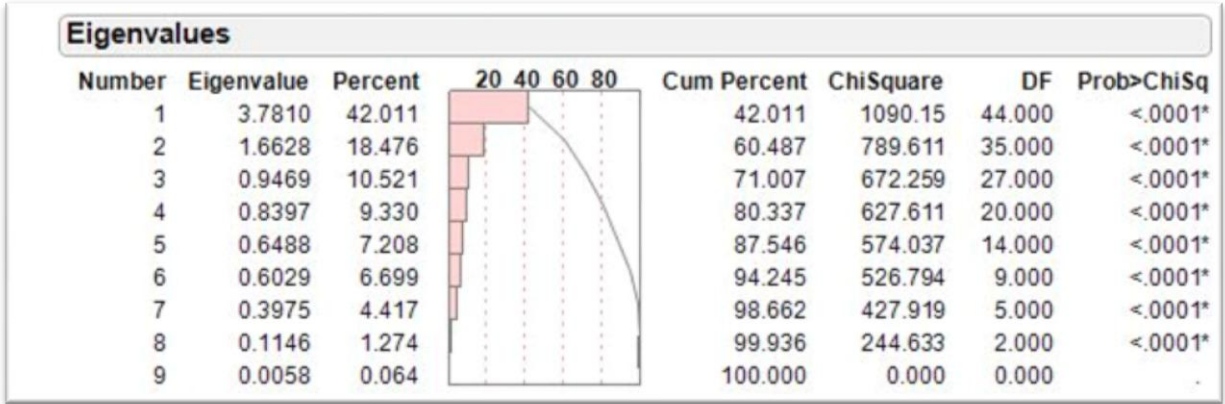 Eigenvalues
Number Eigenvalue Percent 20 40 60 80 Cum Percent ChiSquare DF Prob>ChiSq
1 3.7810 42.011 42.011 1090.15 44.000 <.0001*
2 1.6628 18.476 60.487 789.611 35.000 <.0001*
3 0.9469 10.521 71.007 672.259 27.000 <.0001*
4 0.8397 9.330 80.337 627.611 20.000 <.0001*
5 0.6488 7.208 87.546 574.037 14.000 <.0001*
6 0.6029 6.699 94.245 526.794 9.000 <.0001*
7 0.3975 4.417 98.662 427.919 5.000 <.0001*
8 0.1146 1.274 99.936 244.633 2.000 <.0001*
9 0.0058 0.064 100.000 0.000 0.000 .